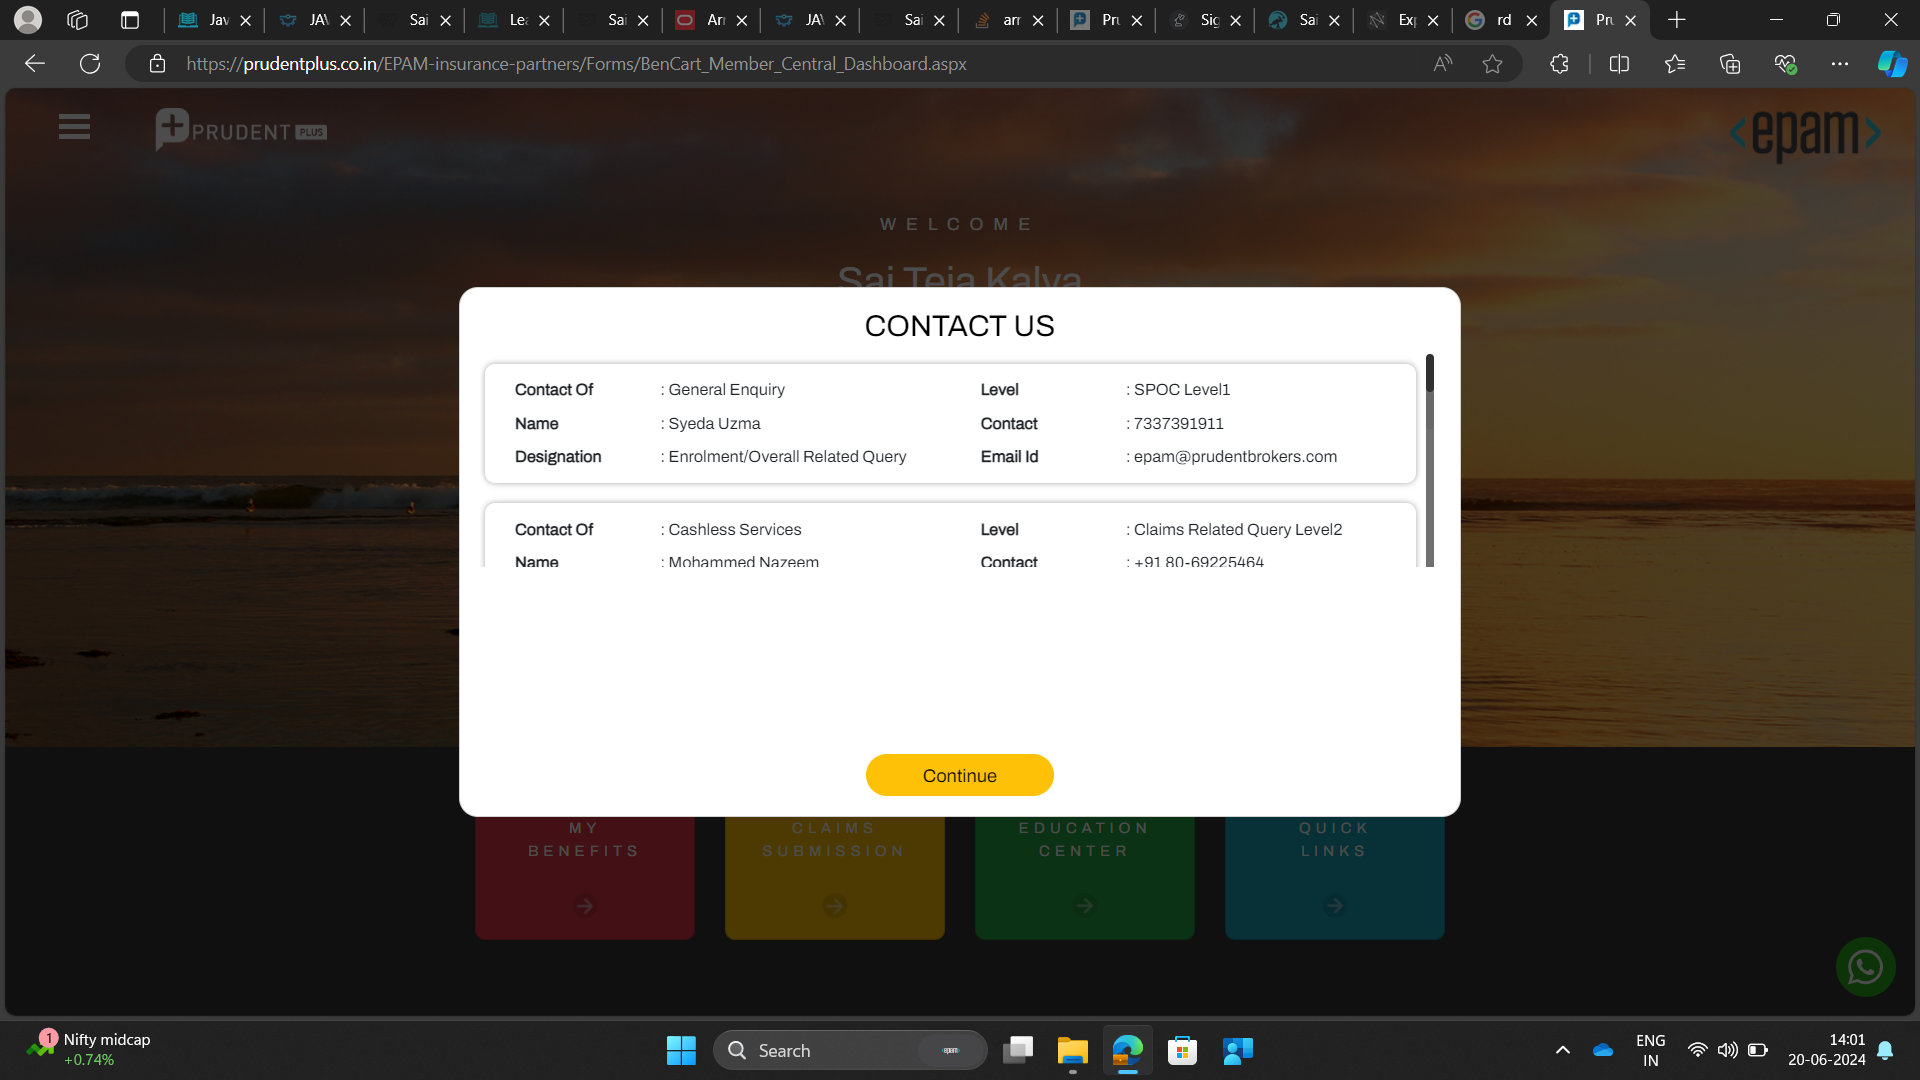 Jav
JAV
Sai
Lea
Sai
Arr
JAV
Sai
arr
Pru
Sig
Sai
Exp
rd
Pru
https://prudentplus.co.in/EPAM-insurance-partners/Forms/BenCart_Member_Central_Dashboard.aspx
PRUDENT PLUS
<epam>
WELCOME
Sai Teja Kalva
CONTACT US
Contact Of : General Enquiry Level : SPOC Level1
Name : Syeda Uzma Contact : 7337391911
Designation : Enrolment/Overall Related Query Email Id : epam@prudentbrokers.com
Contact Of : Cashless Services Level : Claims Related Query Level2
Name : Mohammed Nazeem Contact : +91 80-69225464
Continue
MY
BENEFITS
CLAIMS
SUBMISSION
EDUCATION
CENTER
QUICK
LINKS
1
Nifty midcap
+0.74%
Search
epam
ENG
IN
14:01
20-06-2024